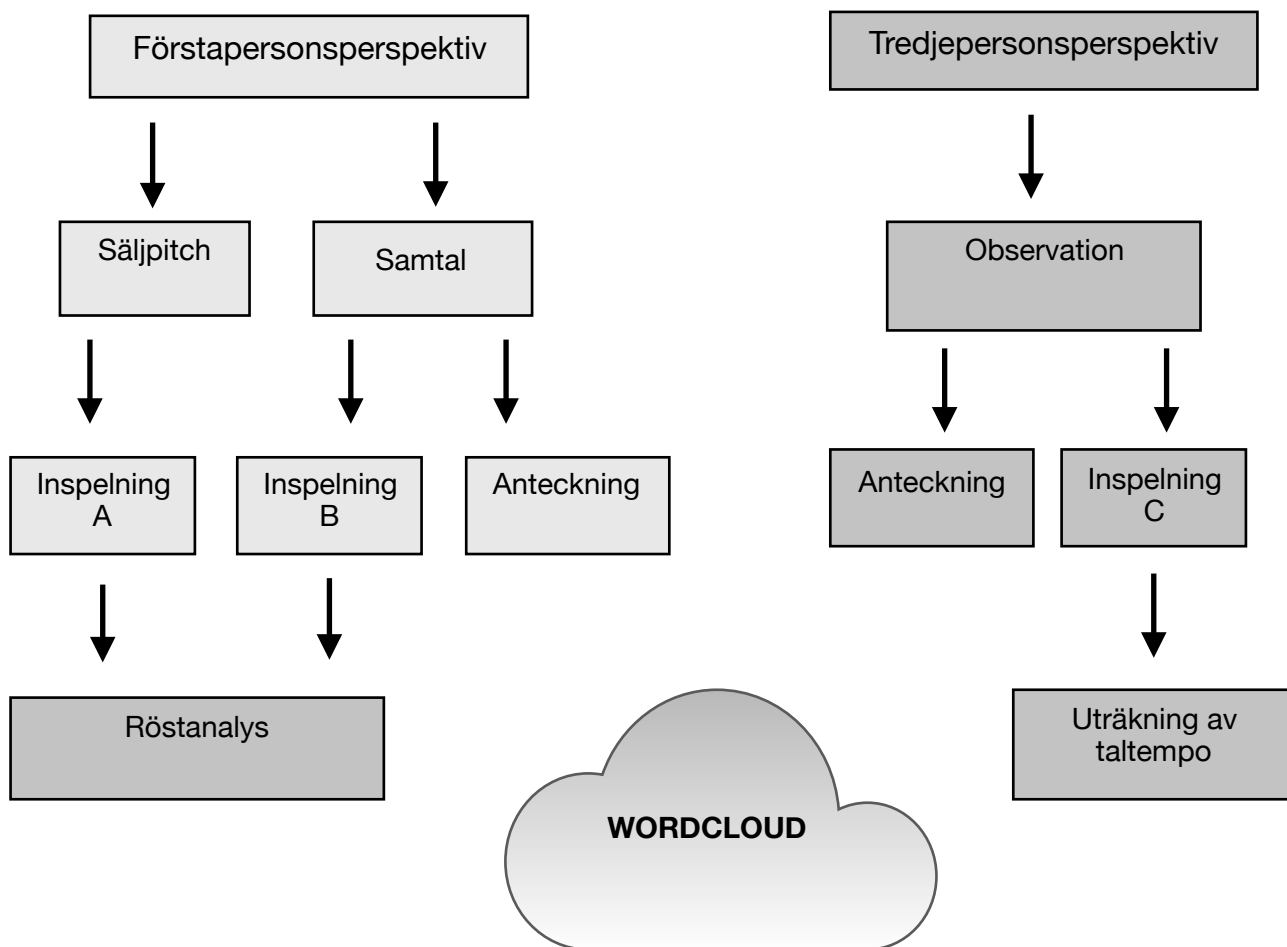 Förstapersonsperspektiv
Tredjepersonsperspektiv
Säljpitch
Samtal
Observation
Inspelning
A
Inspelning
B
Anteckning
Anteckning
Inspelning
C
Röstanalys
Uträkning av
taltempo
WORDCLOUD